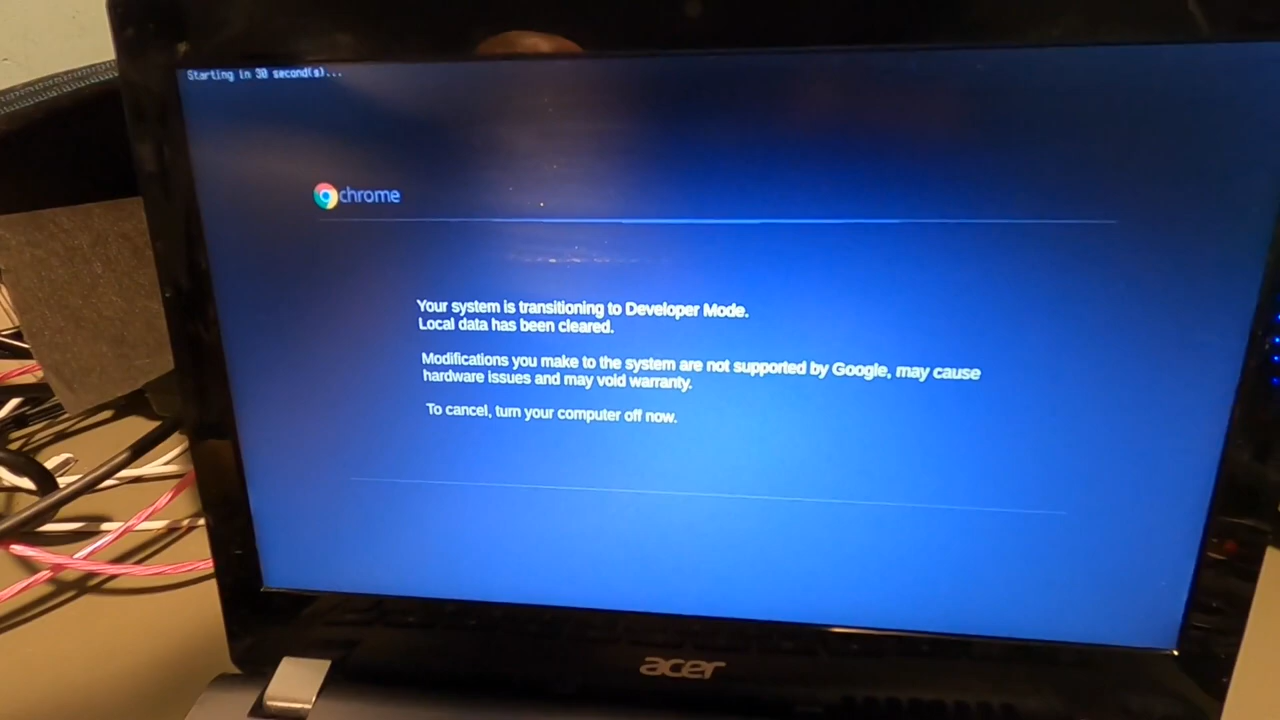 Starting in 30 second(s)...
chrome
Your system is transitioning to Developer Mode.
Local data has been cleared.
Modifications you make to the system are not supported by Google, may cause
hardware issues and may void warranty.
To cancel, turn your computer off now.
acer